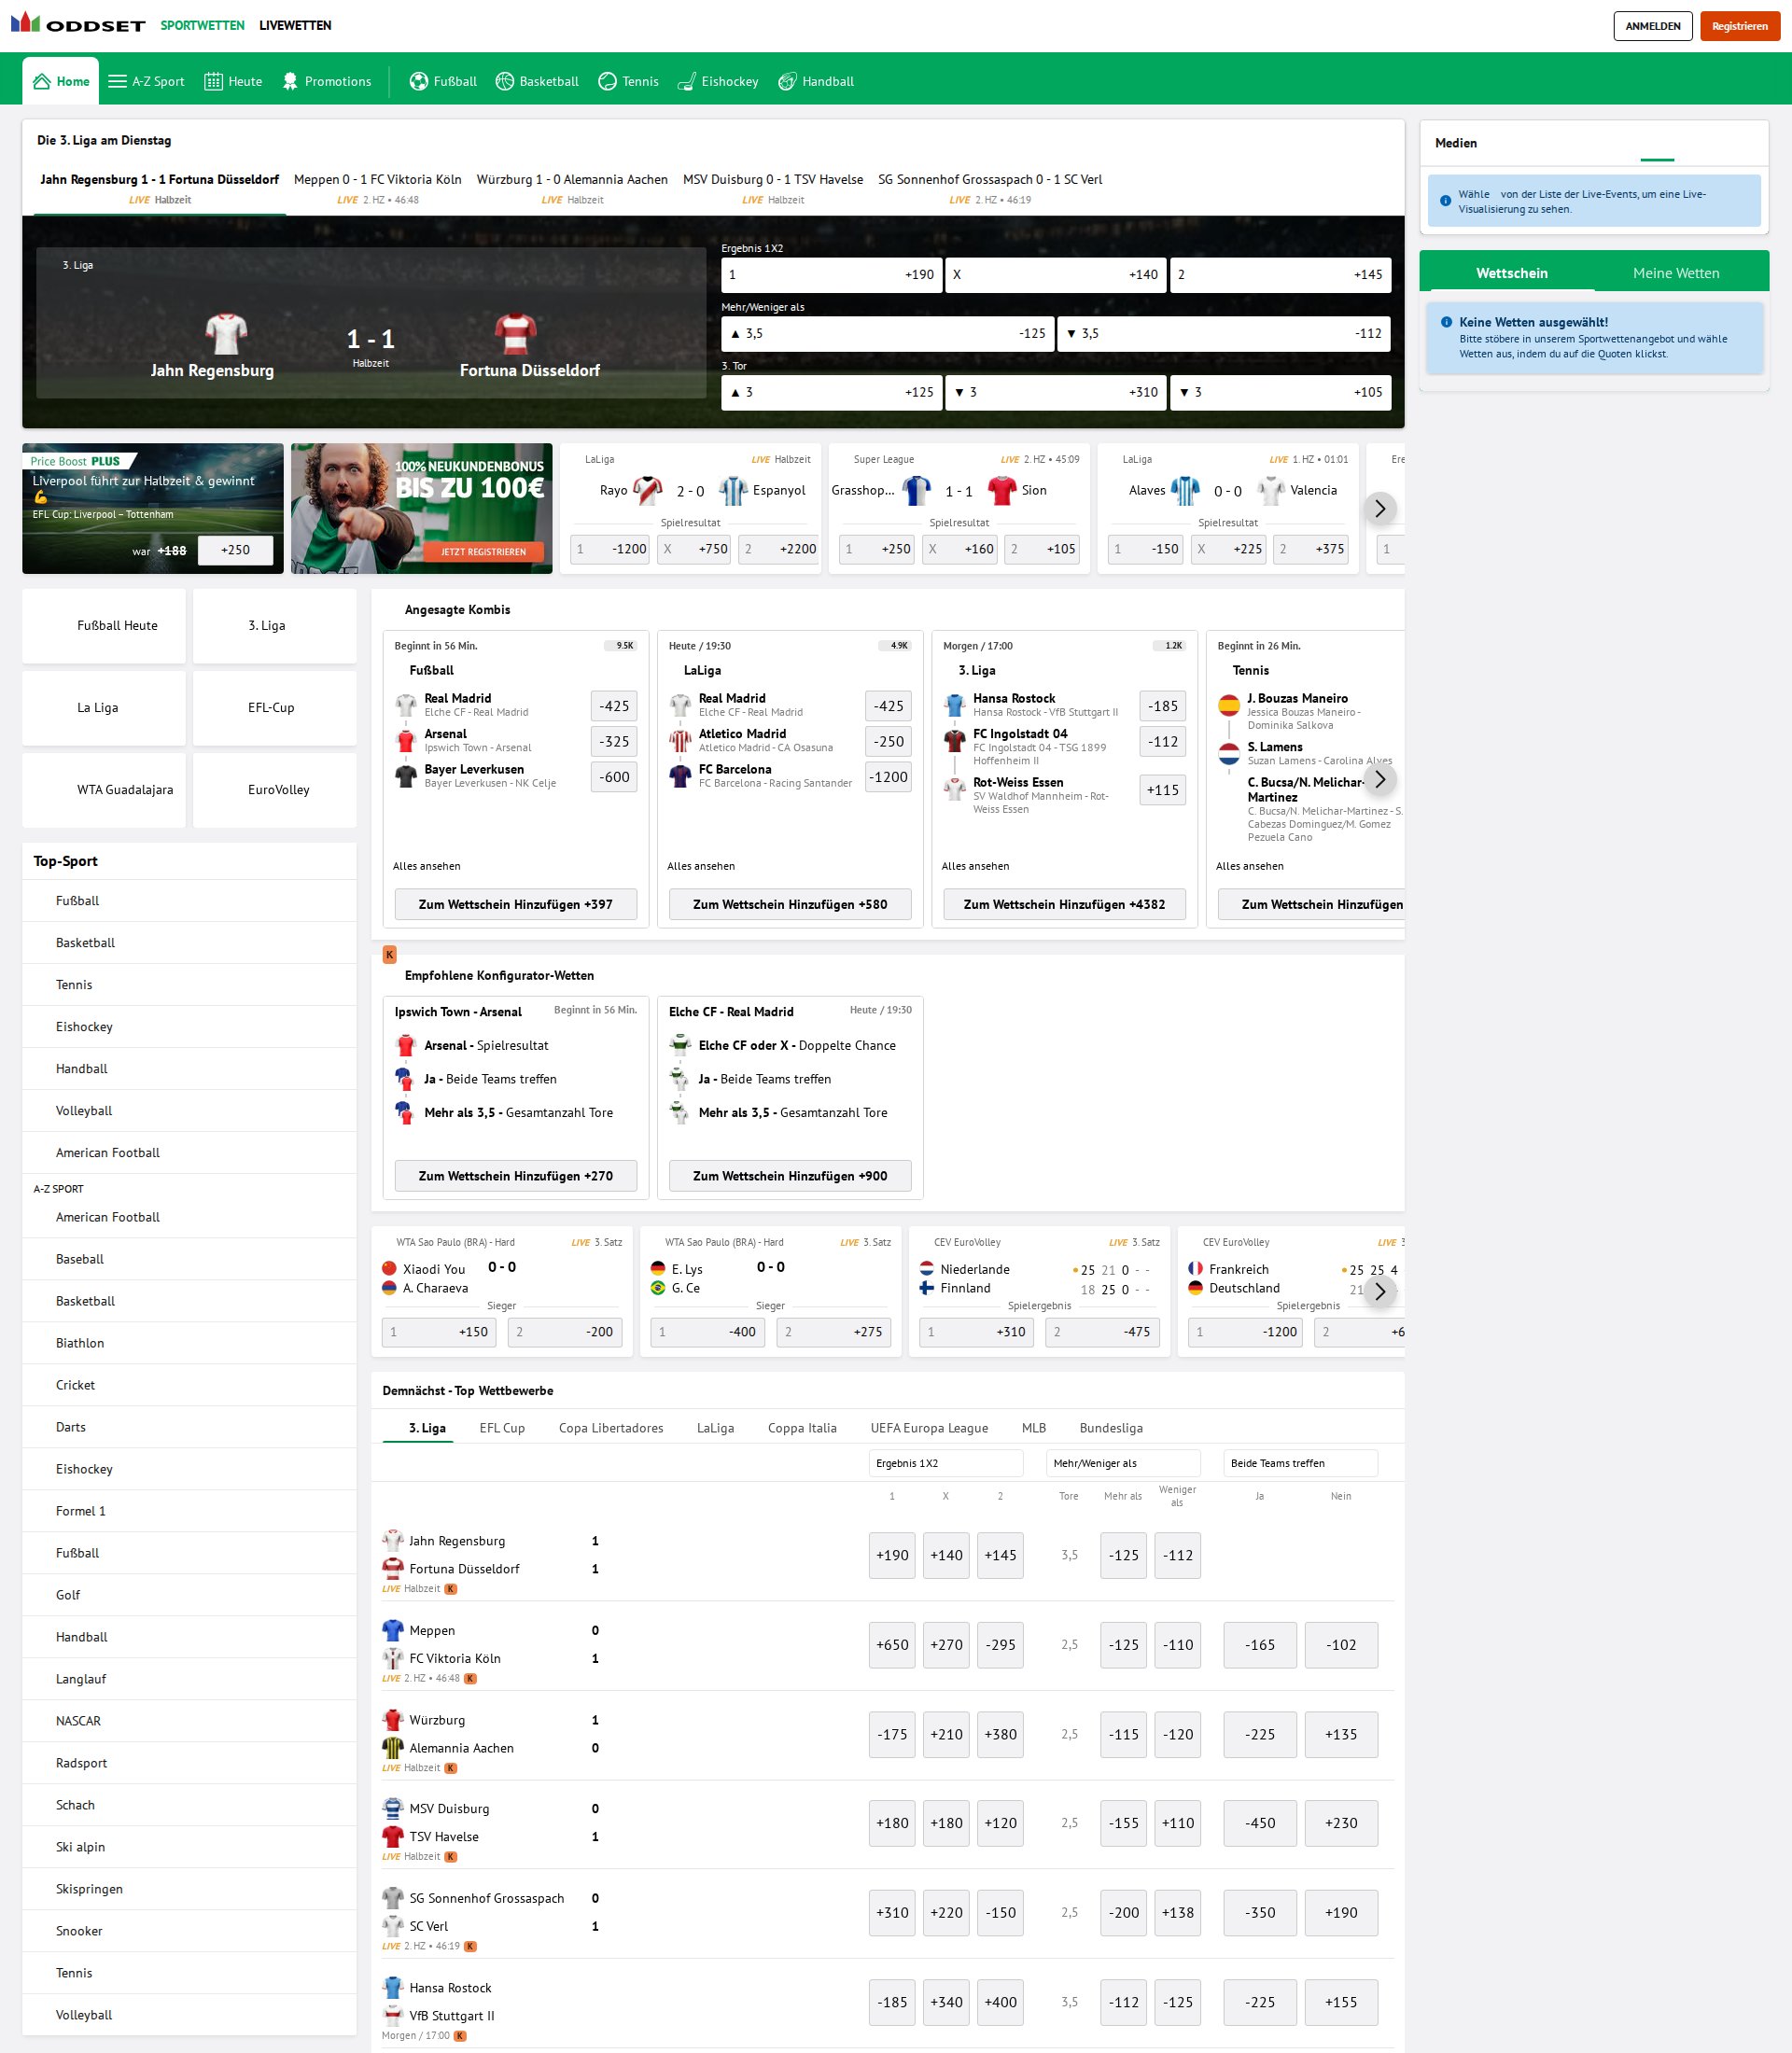 ODDSET SPORTWETTEN LIVEWETTEN ANMELDEN Registrieren
Home A-Z Sport Heute Promotions Fußball Basketball Tennis Eishockey Handball
Die 3. Liga am Dienstag
Jahn Regensburg 1 - 1 Fortuna Düsseldorf
LIVE Halbzeit
Meppen 0 - 1 FC Viktoria Köln
LIVE 2. HZ • 46:48
Würzburg 1 - 0 Alemannia Aachen
LIVE Halbzeit
MSV Duisburg 0 - 1 TSV Havelse
LIVE Halbzeit
SG Sonnenhof Grossaspach 0 - 1 SC Verl
LIVE 2. HZ • 46:19
3. Liga
1 - 1
Halbzeit
Jahn Regensburg Fortuna Düsseldorf
Ergebnis 1X2
1 +190 X +140 2 +145
Mehr/Weniger als
▲ 3,5 -125 ▼ 3,5 -112
3. Tor
▲ 3 +125 ▼ 3 +310 ▼ 3 +105
Medien
Wähle von der Liste der Live-Events, um eine Live-
Visualisierung zu sehen.
Wettschein Meine Wetten
Keine Wetten ausgewählt!
Bitte stöbere in unserem Sportwettenangebot und wähle
Wetten aus, indem du auf die Quoten klickst.
Price Boost PLUS
Liverpool führt zur Halbzeit & gewinnt
💪
EFL Cup: Liverpool – Tottenham
war +188 +250
100% NEUKUNDENBONUS
BIS ZU 100€
JETZT REGISTRIEREN
LaLiga LIVE Halbzeit
Rayo 2 - 0 Espanyol
Spielresultat
1 -1200 X +750 2 +2200
Super League LIVE 2. HZ • 45:09
Grasshop... 1 - 1 Sion
Spielresultat
1 +250 X +160 2 +105
LaLiga LIVE 1. HZ • 01:01
Alaves 0 - 0 Valencia
Spielresultat
1 -150 X +225 2 +375
Ere
1
Fußball Heute 3. Liga
La Liga EFL-Cup
WTA Guadalajara EuroVolley
Top-Sport
Fußball
Basketball
Tennis
Eishockey
Handball
Volleyball
American Football
A-Z SPORT
American Football
Baseball
Basketball
Biathlon
Cricket
Darts
Eishockey
Formel 1
Fußball
Golf
Handball
Langlauf
NASCAR
Radsport
Schach
Ski alpin
Skispringen
Snooker
Tennis
Volleyball
Angesagte Kombis
Beginnt in 56 Min. 9.5K
Fußball
Real Madrid
Elche CF - Real Madrid
-425
Arsenal
Ipswich Town - Arsenal
-325
Bayer Leverkusen
Bayer Leverkusen - NK Celje
-600
Alles ansehen
Zum Wettschein Hinzufügen +397
Heute / 19:30 4.9K
LaLiga
Real Madrid
Elche CF - Real Madrid
-425
Atletico Madrid
Atletico Madrid - CA Osasuna
-250
FC Barcelona
FC Barcelona - Racing Santander
-1200
Alles ansehen
Zum Wettschein Hinzufügen +580
Morgen / 17:00 1.2K
3. Liga
Hansa Rostock
Hansa Rostock - VfB Stuttgart II
-185
FC Ingolstadt 04
FC Ingolstadt 04 - TSG 1899
Hoffenheim II
-112
Rot-Weiss Essen
SV Waldhof Mannheim - Rot-
Weiss Essen
+115
Alles ansehen
Zum Wettschein Hinzufügen +4382
Beginnt in 26 Min.
Tennis
J. Bouzas Maneiro
Jessica Bouzas Maneiro -
Dominika Salkova
S. Lamens
Suzan Lamens - Carolina Alves
C. Bucsa/N. Melichar-
Martinez
C. Bucsa/N. Melichar-Martinez - S.
Cabezas Dominguez/M. Gomez
Pezuela Cano
Alles ansehen
Zum Wettschein Hinzufügen
K
Empfohlene Konfigurator-Wetten
Ipswich Town - Arsenal Beginnt in 56 Min.
Arsenal - Spielresultat
Ja - Beide Teams treffen
Mehr als 3,5 - Gesamtanzahl Tore
Zum Wettschein Hinzufügen +270
Elche CF - Real Madrid Heute / 19:30
Elche CF oder X - Doppelte Chance
Ja - Beide Teams treffen
Mehr als 3,5 - Gesamtanzahl Tore
Zum Wettschein Hinzufügen +900
WTA Sao Paulo (BRA) - Hard LIVE 3. Satz
Xiaodi You 0 - 0
A. Charaeva
Sieger
1 +150 2 -200
WTA Sao Paulo (BRA) - Hard LIVE 3. Satz
E. Lys 0 - 0
G. Ce
Sieger
1 -400 2 +275
CEV EuroVolley LIVE 3. Satz
Niederlande 25 21 0 - -
Finnland 18 25 0 - -
Spielergebnis
1 +310 2 -475
CEV EuroVolley LIVE 3
Frankreich 25 25 4
Deutschland 21
Spielergebnis
1 -1200 2 +6
Demnächst - Top Wettbewerbe
3. Liga EFL Cup Copa Libertadores LaLiga Coppa Italia UEFA Europa League MLB Bundesliga
Ergebnis 1X2 Mehr/Weniger als Beide Teams treffen
1 X 2 Tore Mehr als Weniger als Ja Nein
Jahn Regensburg 1
Fortuna Düsseldorf 1
LIVE Halbzeit K
+190 +140 +145 3,5 -125 -112
Meppen 0
FC Viktoria Köln 1
LIVE 2. HZ • 46:48 K
+650 +270 -295 2,5 -125 -110 -165 -102
Würzburg 1
Alemannia Aachen 0
LIVE Halbzeit K
-175 +210 +380 2,5 -115 -120 -225 +135
MSV Duisburg 0
TSV Havelse 1
LIVE Halbzeit K
+180 +180 +120 2,5 -155 +110 -450 +230
SG Sonnenhof Grossaspach 0
SC Verl 1
LIVE 2. HZ • 46:19 K
+310 +220 -150 2,5 -200 +138 -350 +190
Hansa Rostock
VfB Stuttgart II
Morgen / 17:00 K
-185 +340 +400 3,5 -112 -125 -225 +155